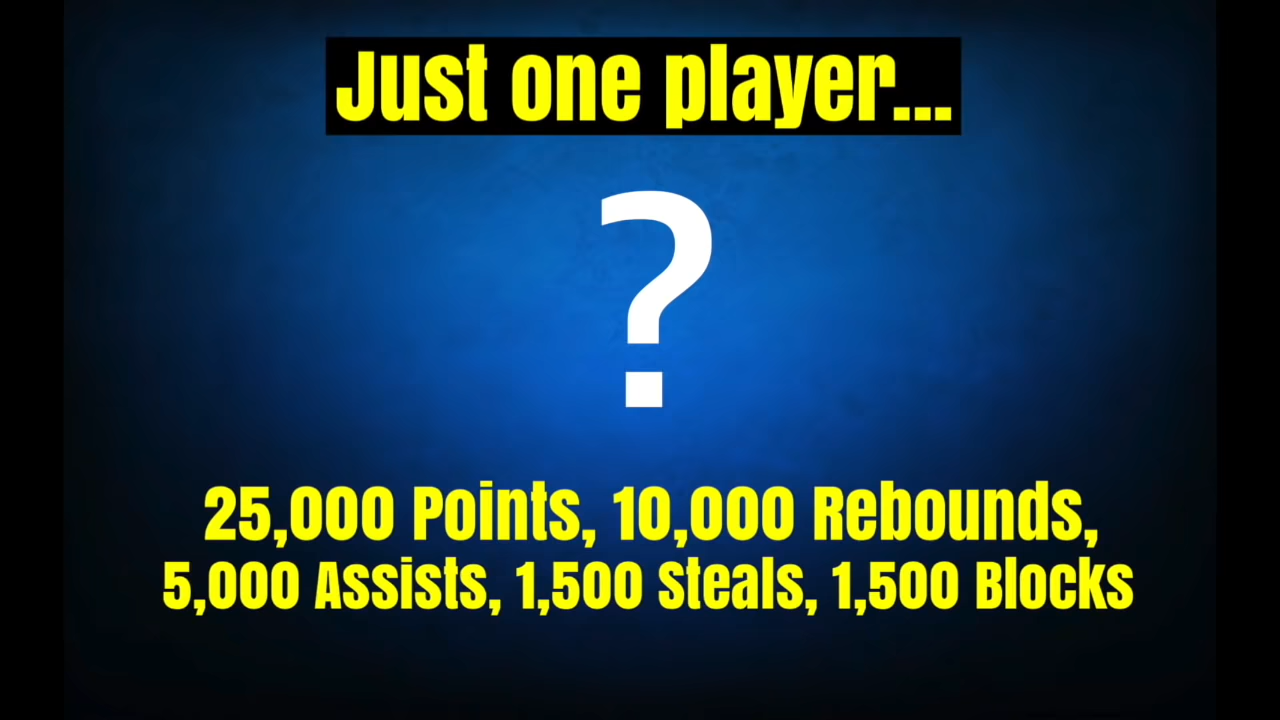 Just one player...
?
25,000 Points, 10,000 Rebounds,
5,000 Assists, 1,500 Steals, 1,500 Blocks